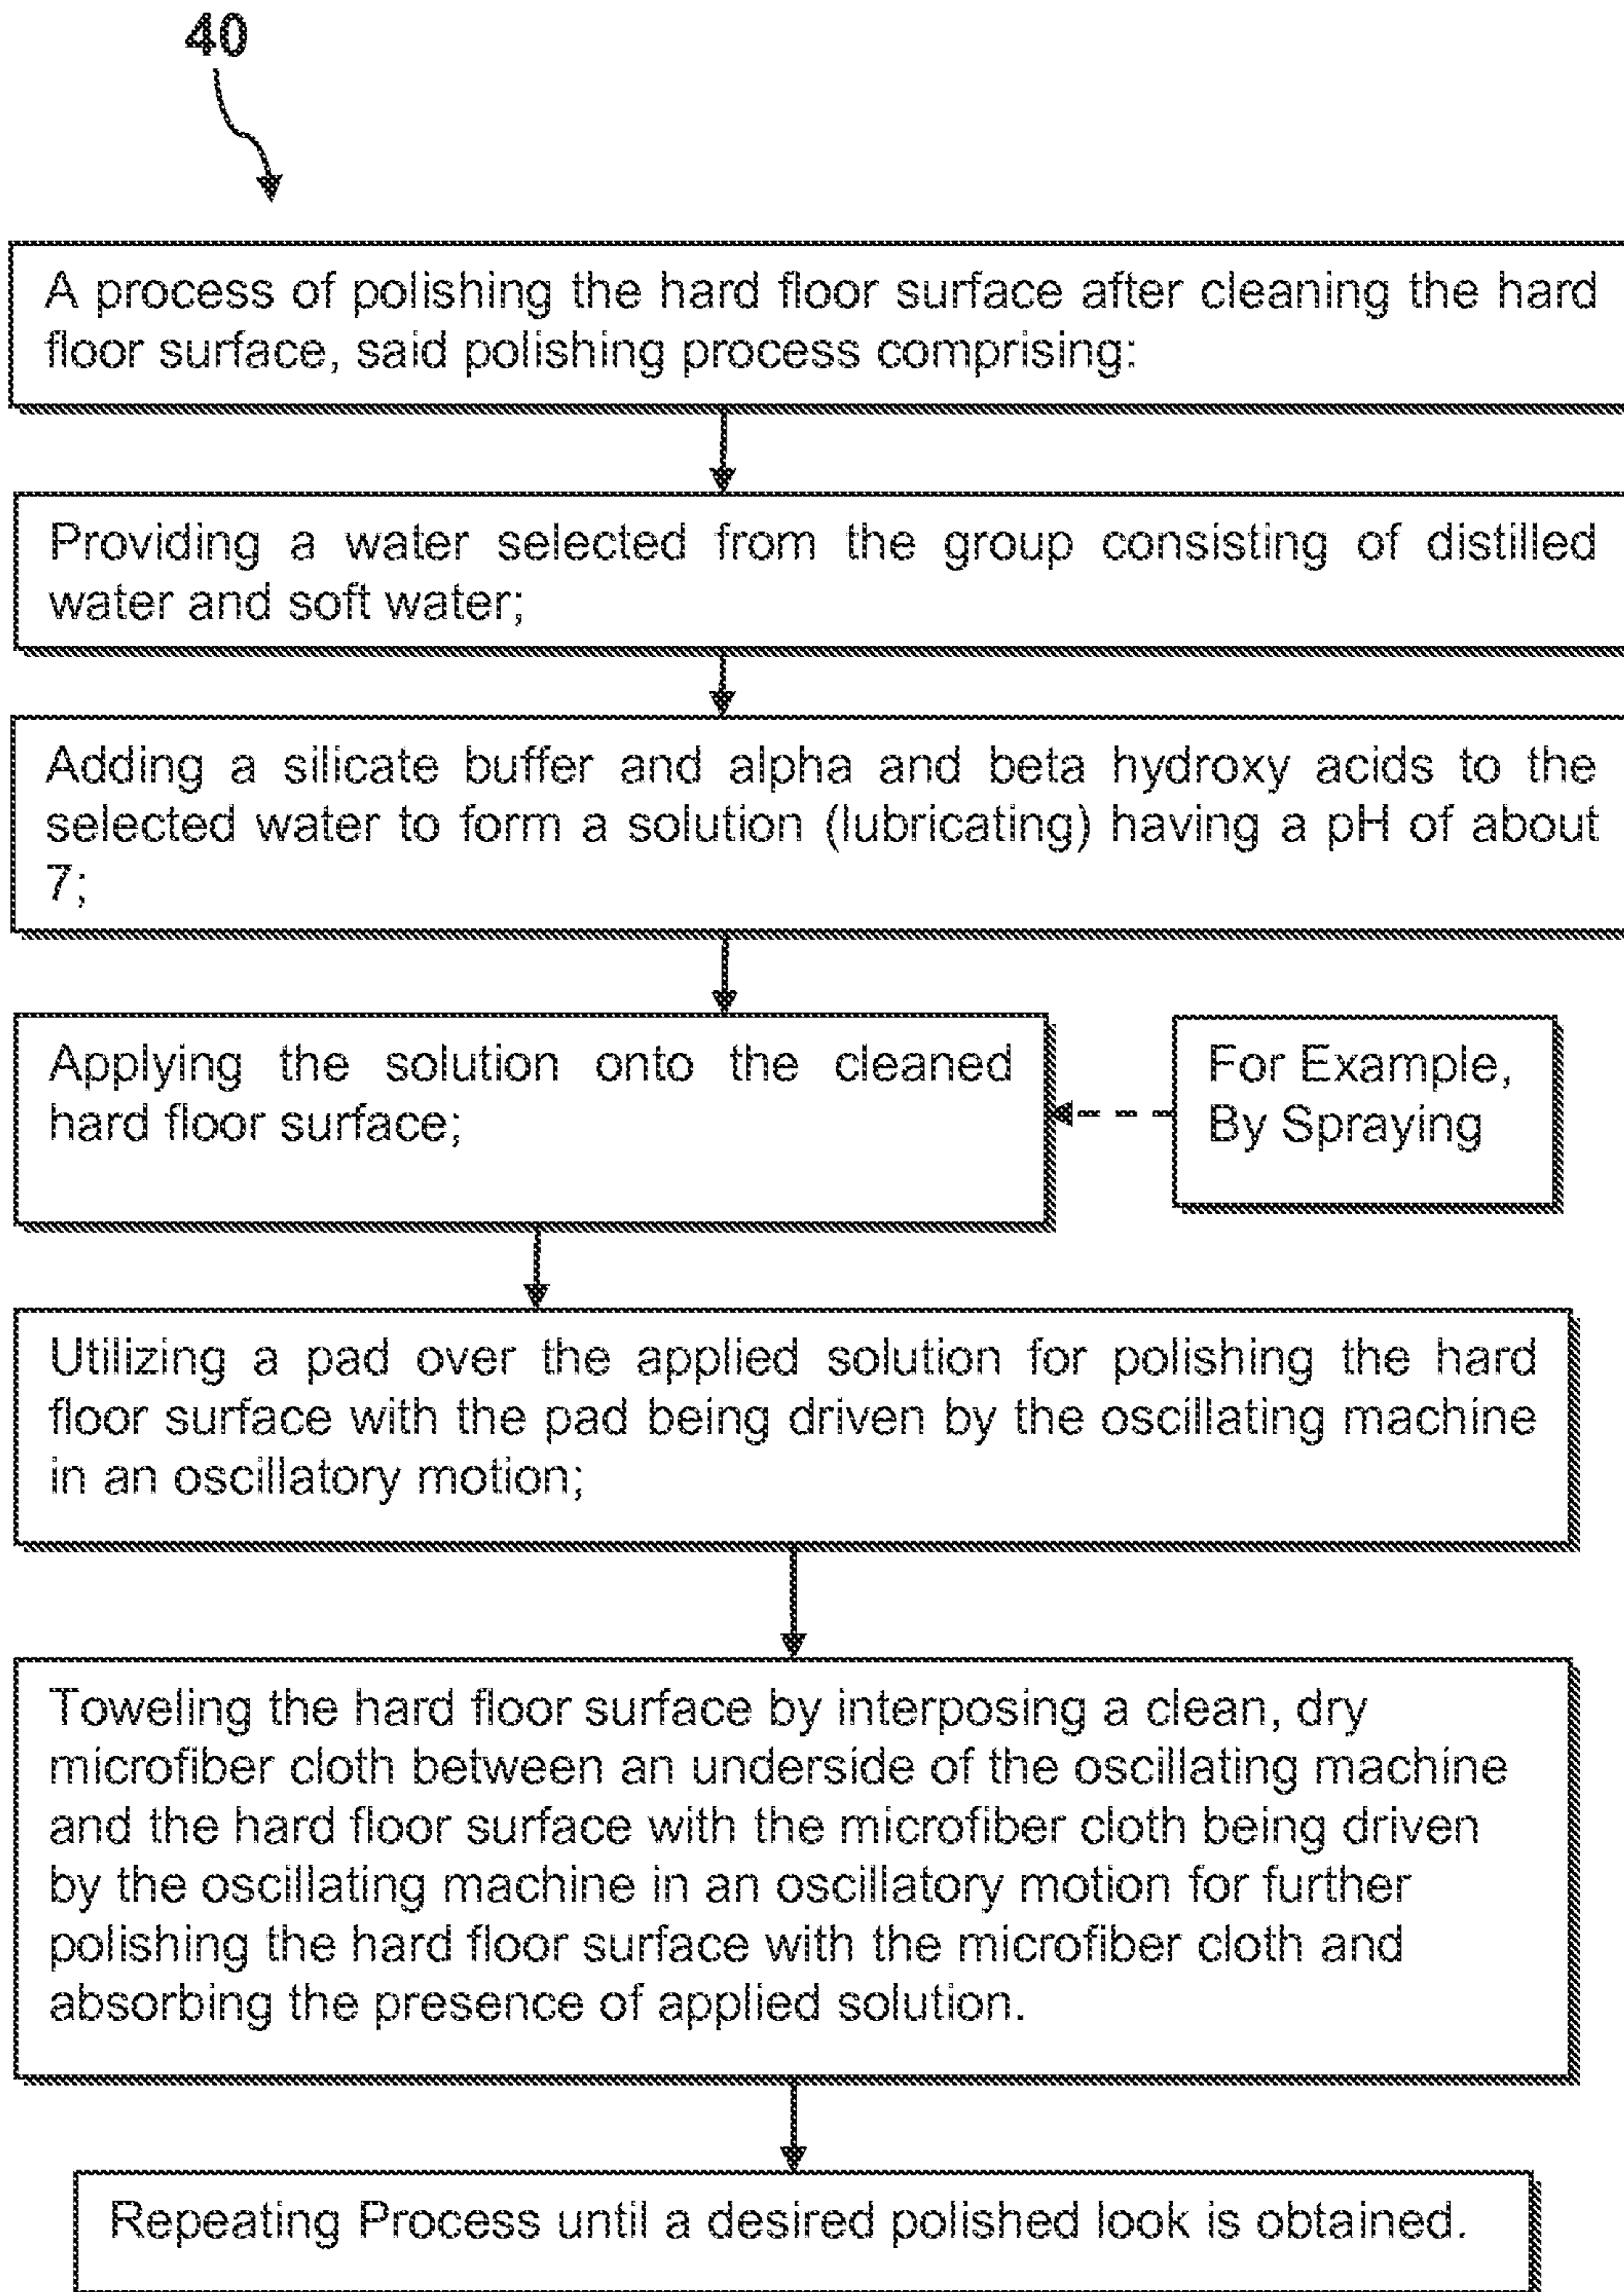 40
A process of polishing the hard floor surface after cleaning the hard
floor surface, said polishing process comprising:
Providing a water selected from the group consisting of distilled
water and soft water;
Adding a silicate buffer and alpha and beta hydroxy acids to the
selected water to form a solution (lubricating) having a pH of about
7;
Applying the solution onto the cleaned
hard floor surface;
For Example,
By Spraying
Utilizing a pad over the applied solution for polishing the hard
floor surface with the pad being driven by the oscillating machine
in an oscillatory motion;
Toweling the hard floor surface by interposing a clean, dry
microfiber cloth between an underside of the oscillating machine
and the hard floor surface with the microfiber cloth being driven
by the oscillating machine in an oscillatory motion for further
polishing the hard floor surface with the microfiber cloth and
absorbing the presence of applied solution.
Repeating Process until a desired polished look is obtained.